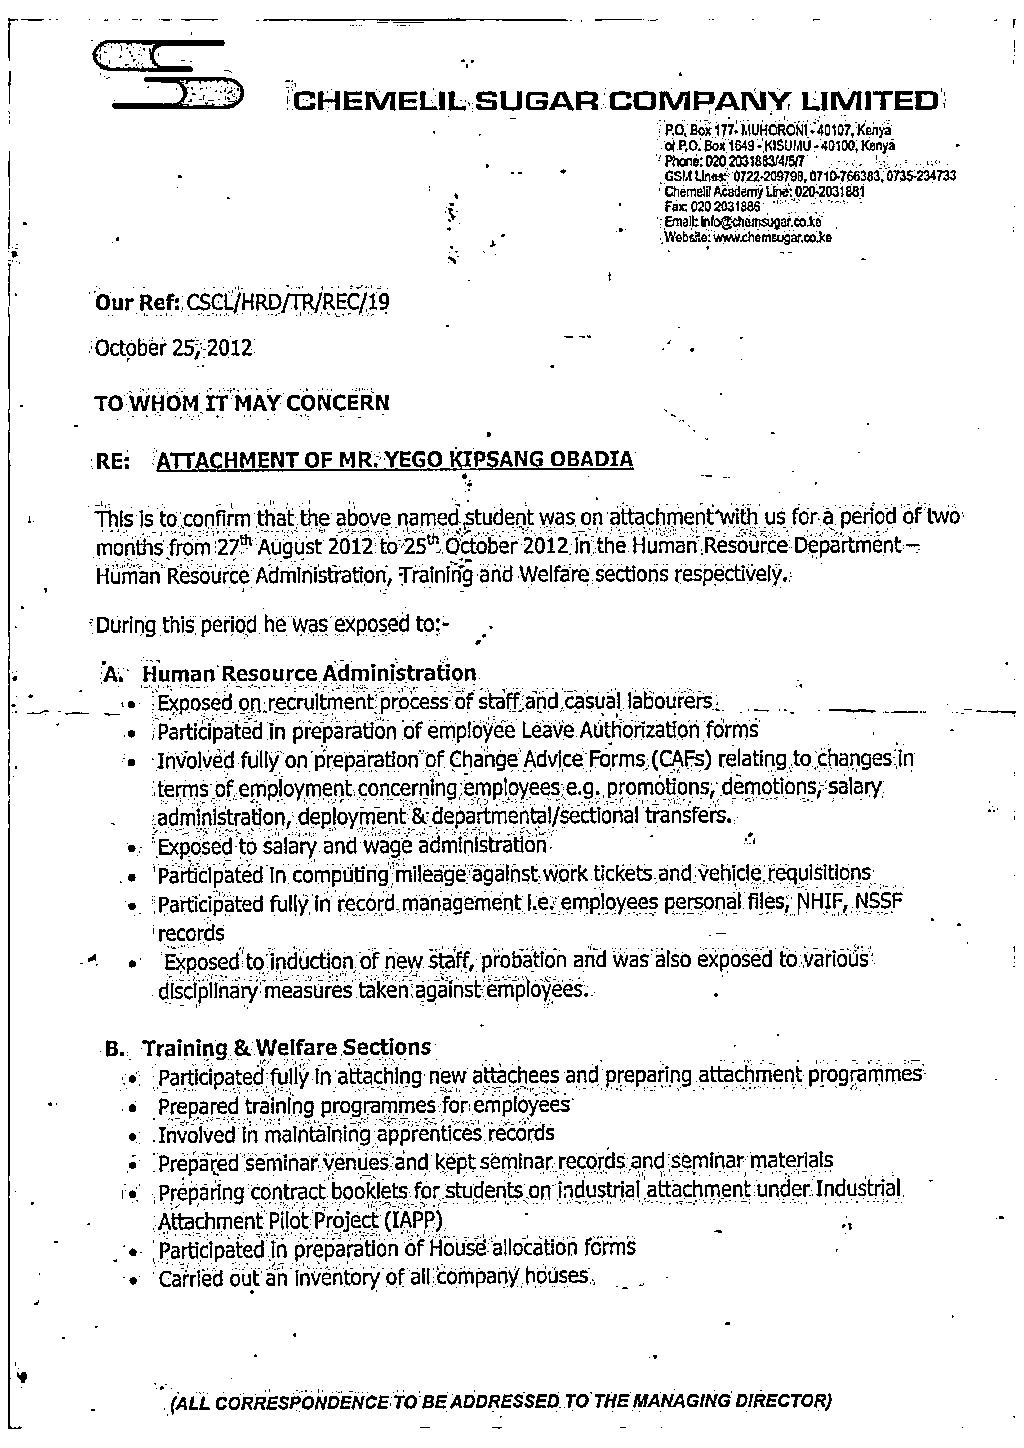 CHEMELIL SUGAR COMPANY LIMITED
P.O. Box 177- MUHORONI - 40107, Kenya
or P.O. Box 1649 - KISUMU - 40100, Kenya
Phone: 020 2031883/4/5/7
GSM Lines: 0722-209798, 0710-766383, 0735-234733
Chemelil Academy Line: 020-2031881
Fax: 020 2031886
Email: info@chemsugar.co.ke
Website: www.chemsugar.co.ke
Our Ref: CSCL/HRD/TR/REC/19
October 25, 2012
TO WHOM IT MAY CONCERN
RE: ATTACHMENT OF MR. YEGO KIPSANG OBADIA
This is to confirm that the above named student was on attachment with us for a period of two
months from 27th August 2012 to 25th October 2012 in the Human Resource Department –
Human Resource Administration, Training and Welfare sections respectively.
During this period he was exposed to:-
A. Human Resource Administration
• Exposed on recruitment process of staff and casual labourers.
• Participated in preparation of employee Leave Authorization forms
• Involved fully on preparation of Change Advice Forms (CAFs) relating to changes in
terms of employment concerning employees e.g. promotions, demotions, salary
administration, deployment & departmental/sectional transfers.
• Exposed to salary and wage administration
• Participated in computing mileage against work tickets and vehicle requisitions
• Participated fully in record management i.e. employees personal files, NHIF, NSSF
records
• Exposed to induction of new staff, probation and was also exposed to various
disciplinary measures taken against employees.
B. Training & Welfare Sections
• Participated fully in attaching new attachees and preparing attachment programmes
• Prepared training programmes for employees
• Involved in maintaining apprentices records
• Prepared seminar venues and kept seminar records and seminar materials
• Preparing contract booklets for students on industrial attachment under Industrial
Attachment Pilot Project (IAPP)
• Participated in preparation of House allocation forms
• Carried out an inventory of all company houses.
(ALL CORRESPONDENCE TO BE ADDRESSED TO THE MANAGING DIRECTOR)